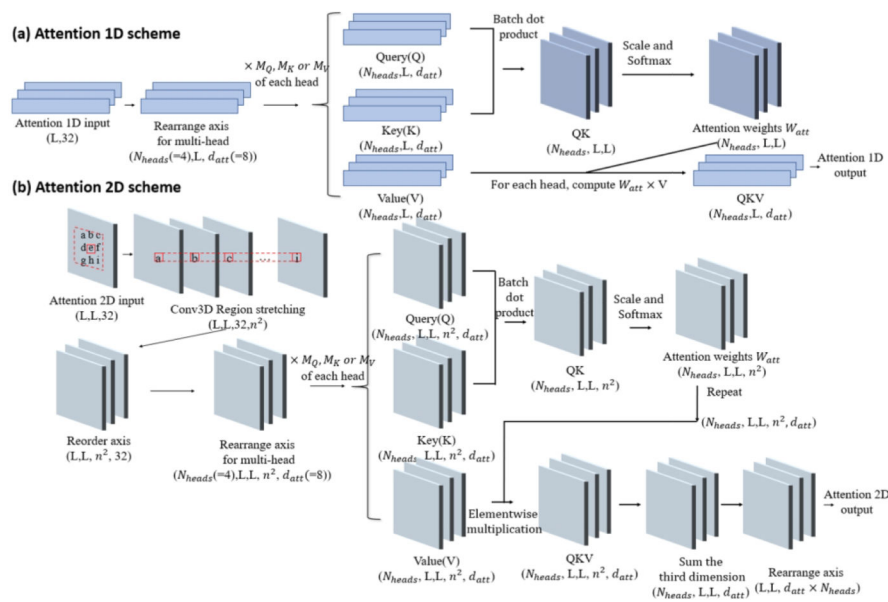 (a) Attention 1D scheme
Attention 1D input
(L,32)
Rearrange axis
for multi-head
(N_heads(=4),L, d_att(=8))
× M_Q, M_K or M_V
of each head
Query(Q)
(N_heads,L, d_att)
Key(K)
(N_heads,L, d_att)
Value(V)
(N_heads,L, d_att)
Batch dot
product
QK
(N_heads, L,L)
Scale and
Softmax
Attention weights W_att
(N_heads, L,L)
For each head, compute W_att × V
QKV
(N_heads,L, d_att)
Attention 1D
output
(b) Attention 2D scheme
a b c
d e f
g h i
Attention 2D input
(L,L,32)
a b c ... i
Conv3D Region stretching
(L,L,32,n²)
Reorder axis
(L,L, n², 32)
Rearrange axis
for multi-head
(N_heads(=4),L,L, n², d_att(=8))
× M_Q, M_K or M_V
of each head
Query(Q)
(N_heads, L,L, n², d_att)
Key(K)
(N_heads, L,L, n², d_att)
Value(V)
(N_heads, L,L, n², d_att)
Batch dot
product
QK
(N_heads, L,L, n²)
Scale and
Softmax
Attention weights W_att
(N_heads, L,L, n²)
Repeat
(N_heads, L,L, n², d_att)
Elementwise
multiplication
QKV
(N_heads, L,L, n², d_att)
Sum the
third dimension
(N_heads, L,L, d_att)
Rearrange axis
(L,L, d_att × N_heads)
Attention 2D
output